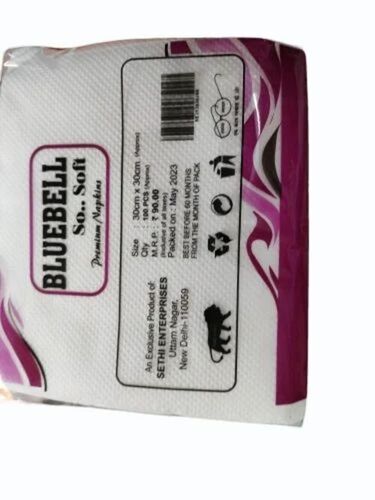 BLUEBELL
So.. Soft
Premium Napkins
Size : 30cm x 30cm (Approx)
Qty : 100 PCS (Approx)
M.R.P. : ₹ 90.00
(Inclusive of all taxes)
Packed on : May 2023
BEST BEFORE 60 MONTHS
FROM THE MONTH OF PACK
An Exclusive Product of:
SETHI ENTERPRISES
Uttam Nagar,
New Delhi-110059